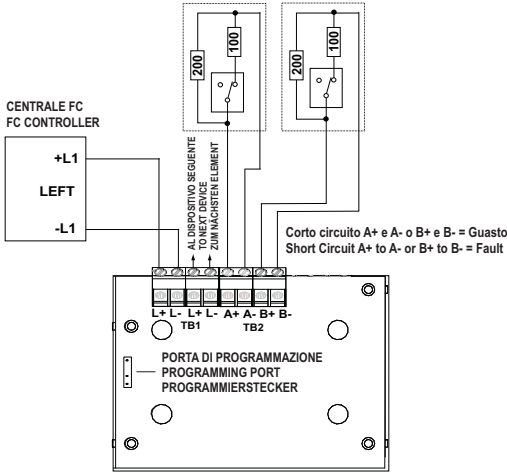 200
100
200
100
CENTRALE FC
FC CONTROLLER
+L1
LEFT
-L1
AL DISPOSITIVO SEGUENTE
TO NEXT DEVICE
ZUM NÄCHSTEN ELEMENT
Corto circuito A+ e A- o B+ e B- = Guasto
Short Circuit A+ to A- or B+ to B- = Fault
L+ L- L+ L- A+ A- B+ B-
TB1 TB2
PORTA DI PROGRAMMAZIONE
PROGRAMMING PORT
PROGRAMMIERSTECKER